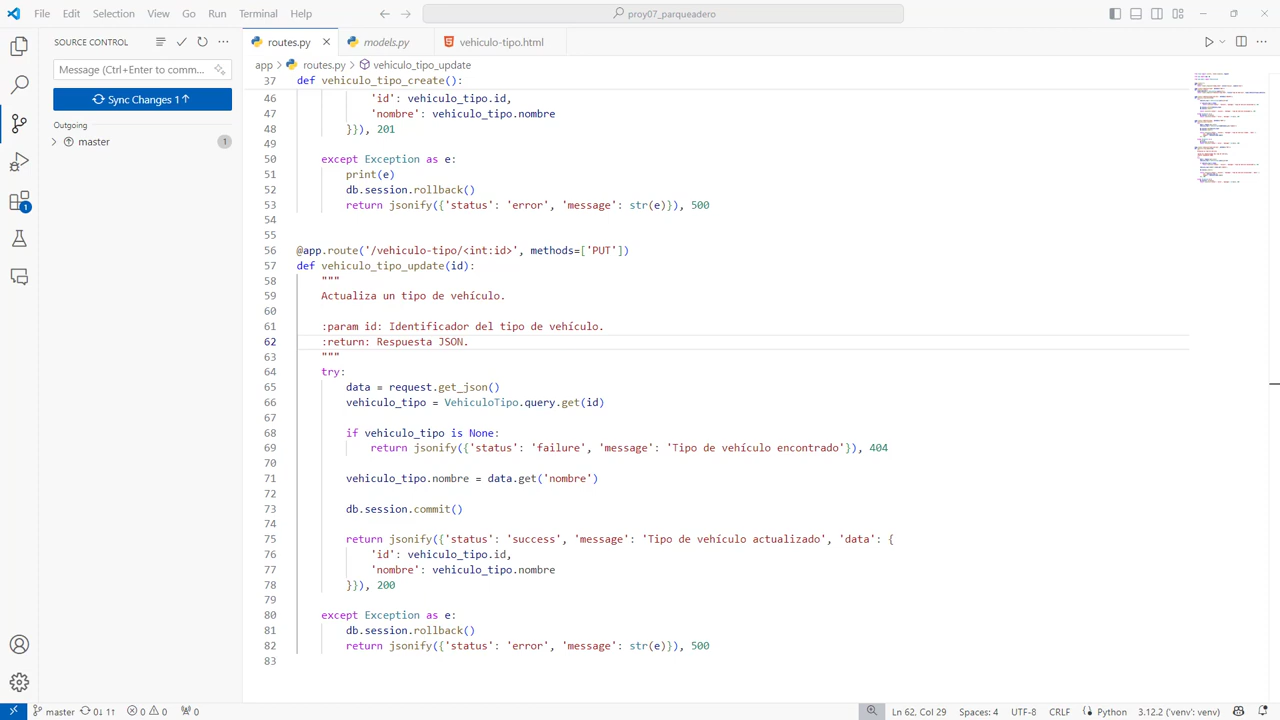 File Edit Selection View Go Run Terminal Help
proy07_parqueadero
SOURCE CONTROL
routes.py
models.py
vehiculo-tipo.html
app > routes.py > vehiculo_tipo_update
Message (Ctrl+Enter to comm...
Sync Changes 1↑
master
1
37 def vehiculo_tipo_create():
46 'id': vehiculo_tipo.id,
47 'nombre': vehiculo_tipo.nombre
48 }}), 201
49
50 except Exception as e:
51
52 db.session.rollback()
53 return jsonify({'status': 'error', 'message': str(e)}), 500
54
55
56 @app.route('/vehiculo-tipo/<int:id>', methods=['PUT'])
57 def vehiculo_tipo_update(id):
58 """
59 Actualiza un tipo de vehículo.
60
61 :param id: Identificador del tipo de vehículo.
62 :return: Respuesta JSON.
63 """
64 try:
65 data = request.get_json()
66 vehiculo_tipo = VehiculoTipo.query.get(id)
67
68 if vehiculo_tipo is None:
69 return jsonify({'status': 'failure', 'message': 'Tipo de vehículo encontrado'}), 404
70
71 vehiculo_tipo.nombre = data.get('nombre')
72
73 db.session.commit()
74
75 return jsonify({'status': 'success', 'message': 'Tipo de vehículo actualizado', 'data': {
76 'id': vehiculo_tipo.id,
77 'nombre': vehiculo_tipo.nombre
78 }}), 200
79
80 except Exception as e:
81 db.session.rollback()
82 return jsonify({'status': 'error', 'message': str(e)}), 500
83
master 0↓ 1↑ 0 0 0
Ln 62, Col 29 Spaces: 4 UTF-8 CRLF Python 3.12.2 ('venv': venv)